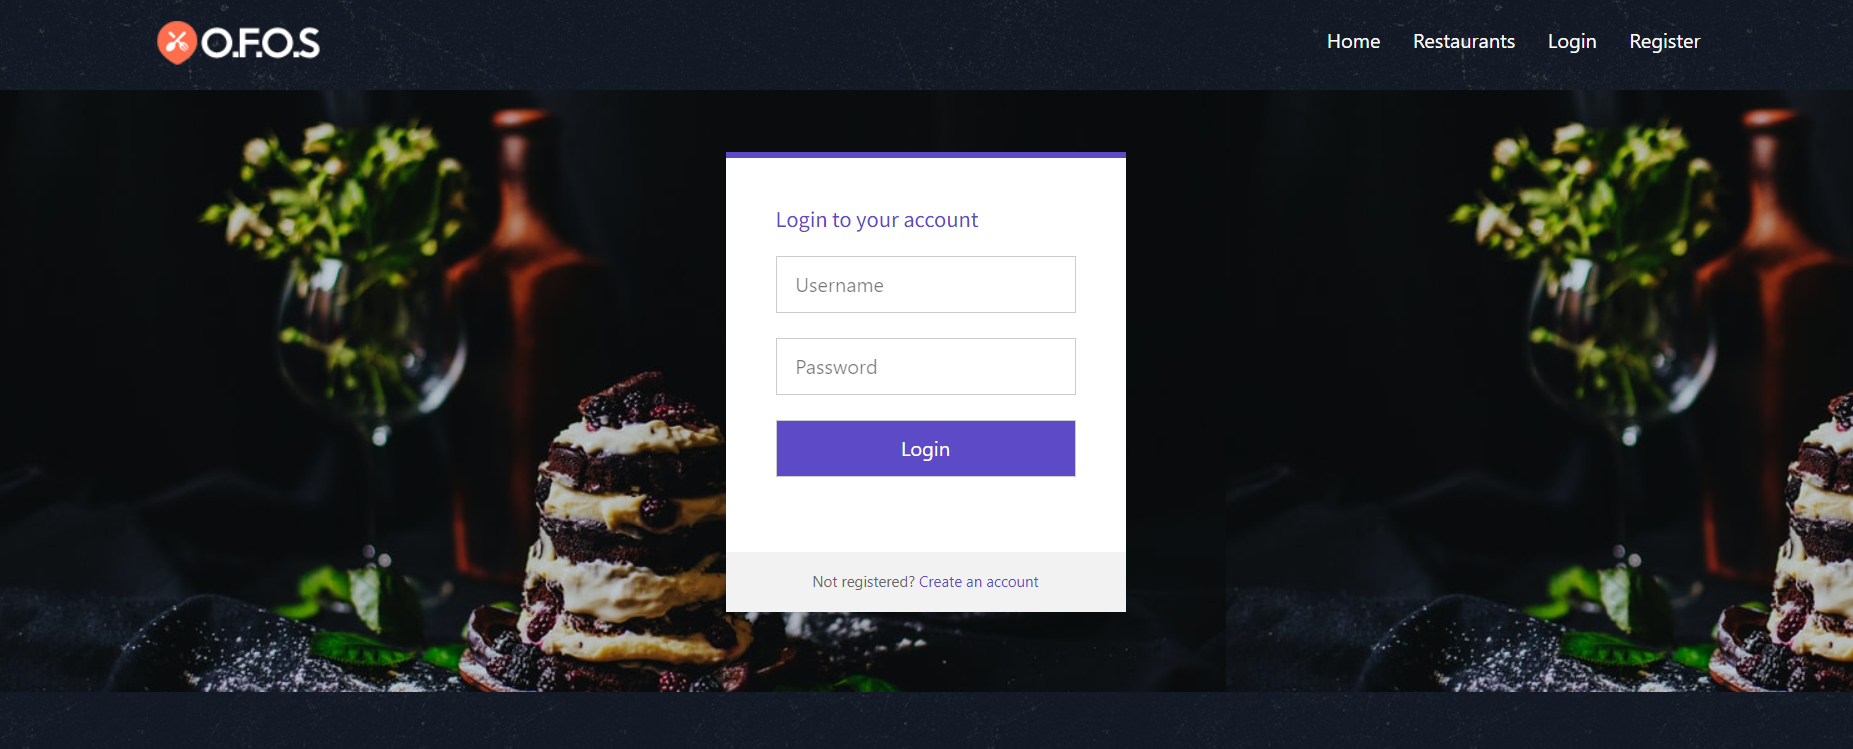 O.F.O.S
Home Restaurants Login Register
Login to your account
Username
Password
Login
Not registered? Create an account